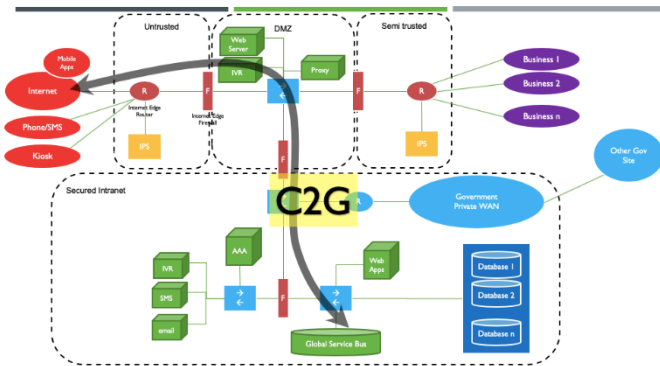 Untrusted
DMZ
Semi trusted
Mobile
Apps
Internet
Phone/SMS
Kiosk
R
Internet Edge
Router
IPS
F
Internet Edge
Firewall
Web
Server
IVR
Proxy
F
F
R
IPS
Business 1
Business 2
Business n
Other Gov
Site
Secured Intranet
C2G
R
Government
Private WAN
AAA
IVR
SMS
email
F
Web
Apps
Global Service Bus
Database 1
Database 2
Database n